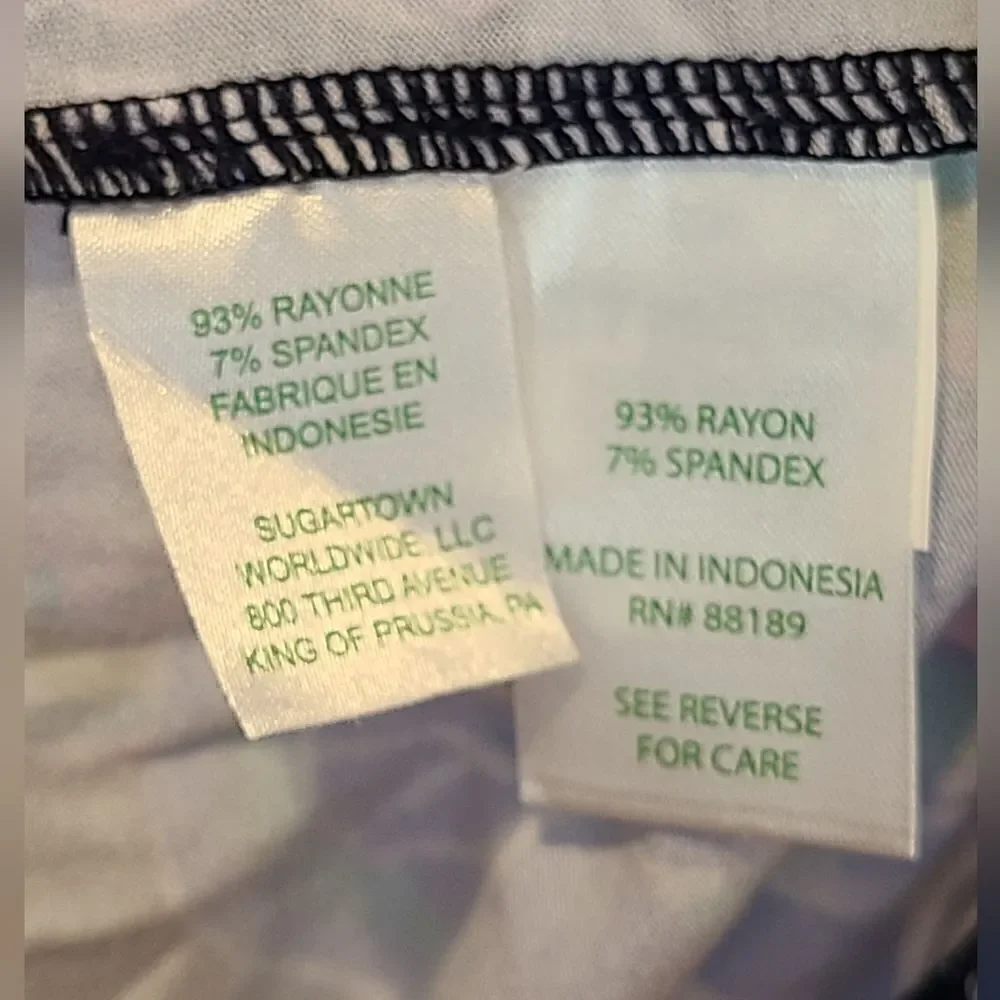 93% RAYONNE
7% SPANDEX
FABRIQUE EN
INDONESIE
SUGARTOWN
WORLDWIDE LLC
800 THIRD AVENUE
KING OF PRUSSIA, PA
93% RAYON
7% SPANDEX
MADE IN INDONESIA
RN# 88189
SEE REVERSE
FOR CARE